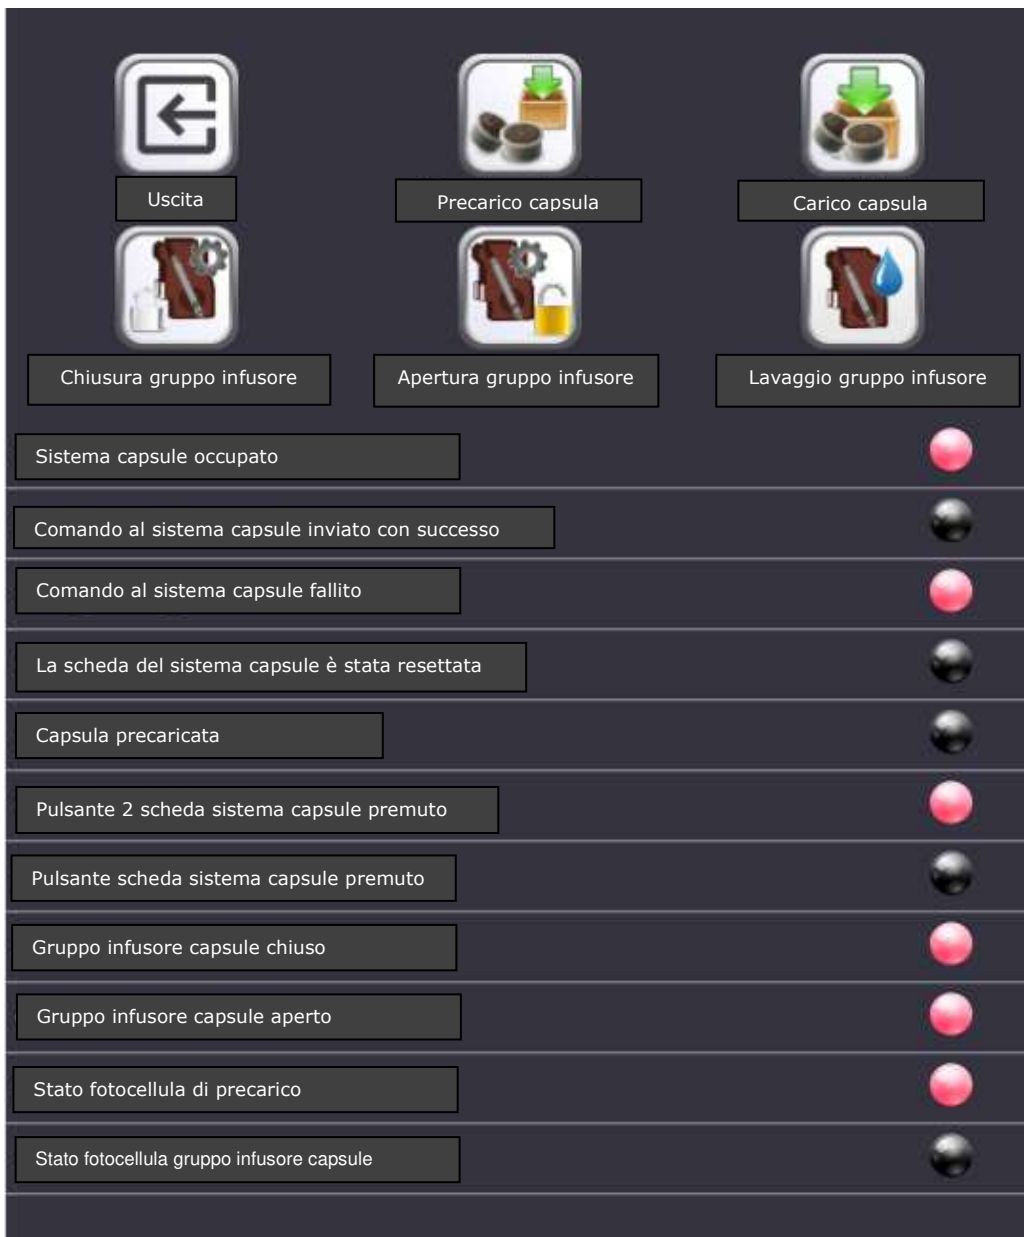 Uscita
Precarico capsula
Carico capsula
Chiusura gruppo infusore
Apertura gruppo infusore
Lavaggio gruppo infusore
Sistema capsule occupato
Comando al sistema capsule inviato con successo
Comando al sistema capsule fallito
La scheda del sistema capsule è stata resettata
Capsula precaricata
Pulsante 2 scheda sistema capsule premuto
Pulsante scheda sistema capsule premuto
Gruppo infusore capsule chiuso
Gruppo infusore capsule aperto
Stato fotocellula di precarico
Stato fotocellula gruppo infusore capsule